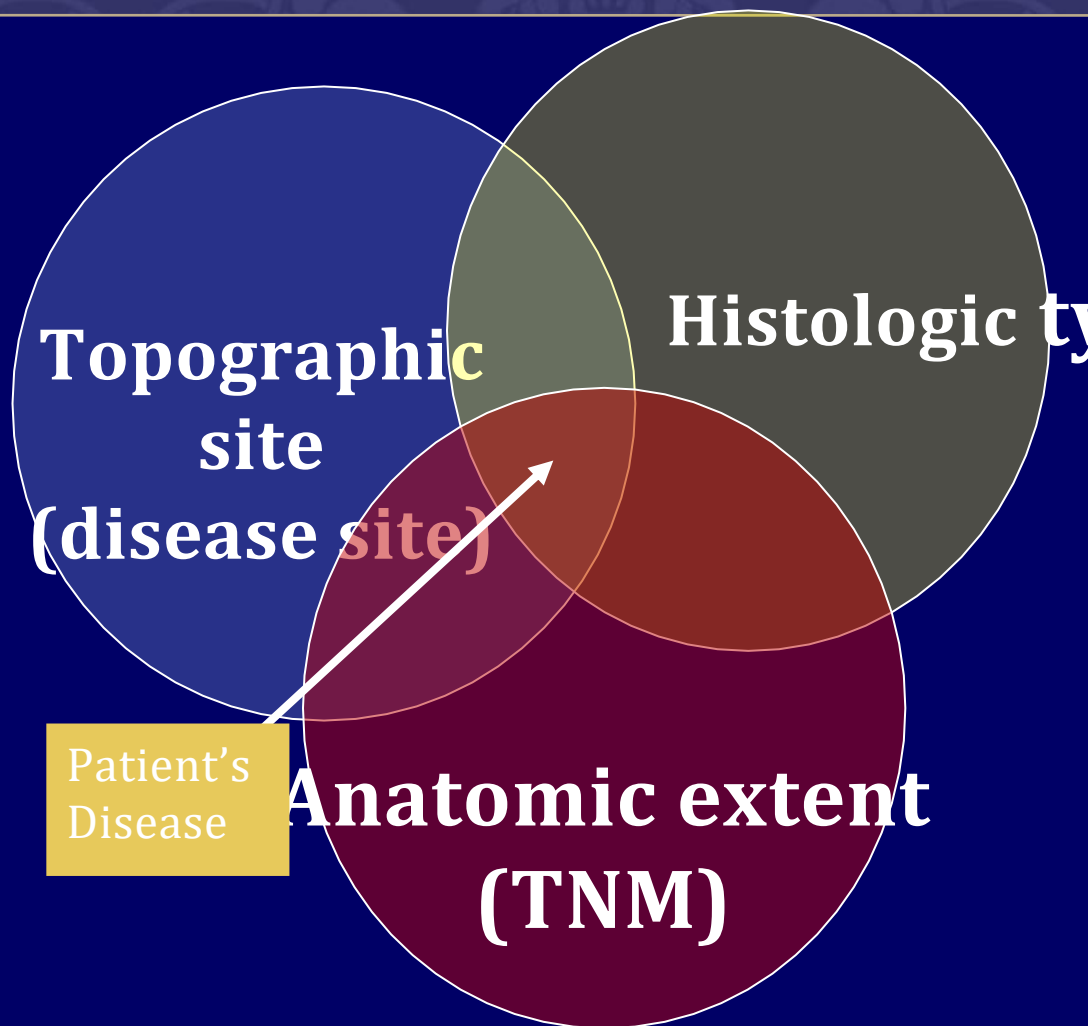 Topographic
site
(disease site)
Histologic ty
Patient’s
Disease
Anatomic extent
(TNM)